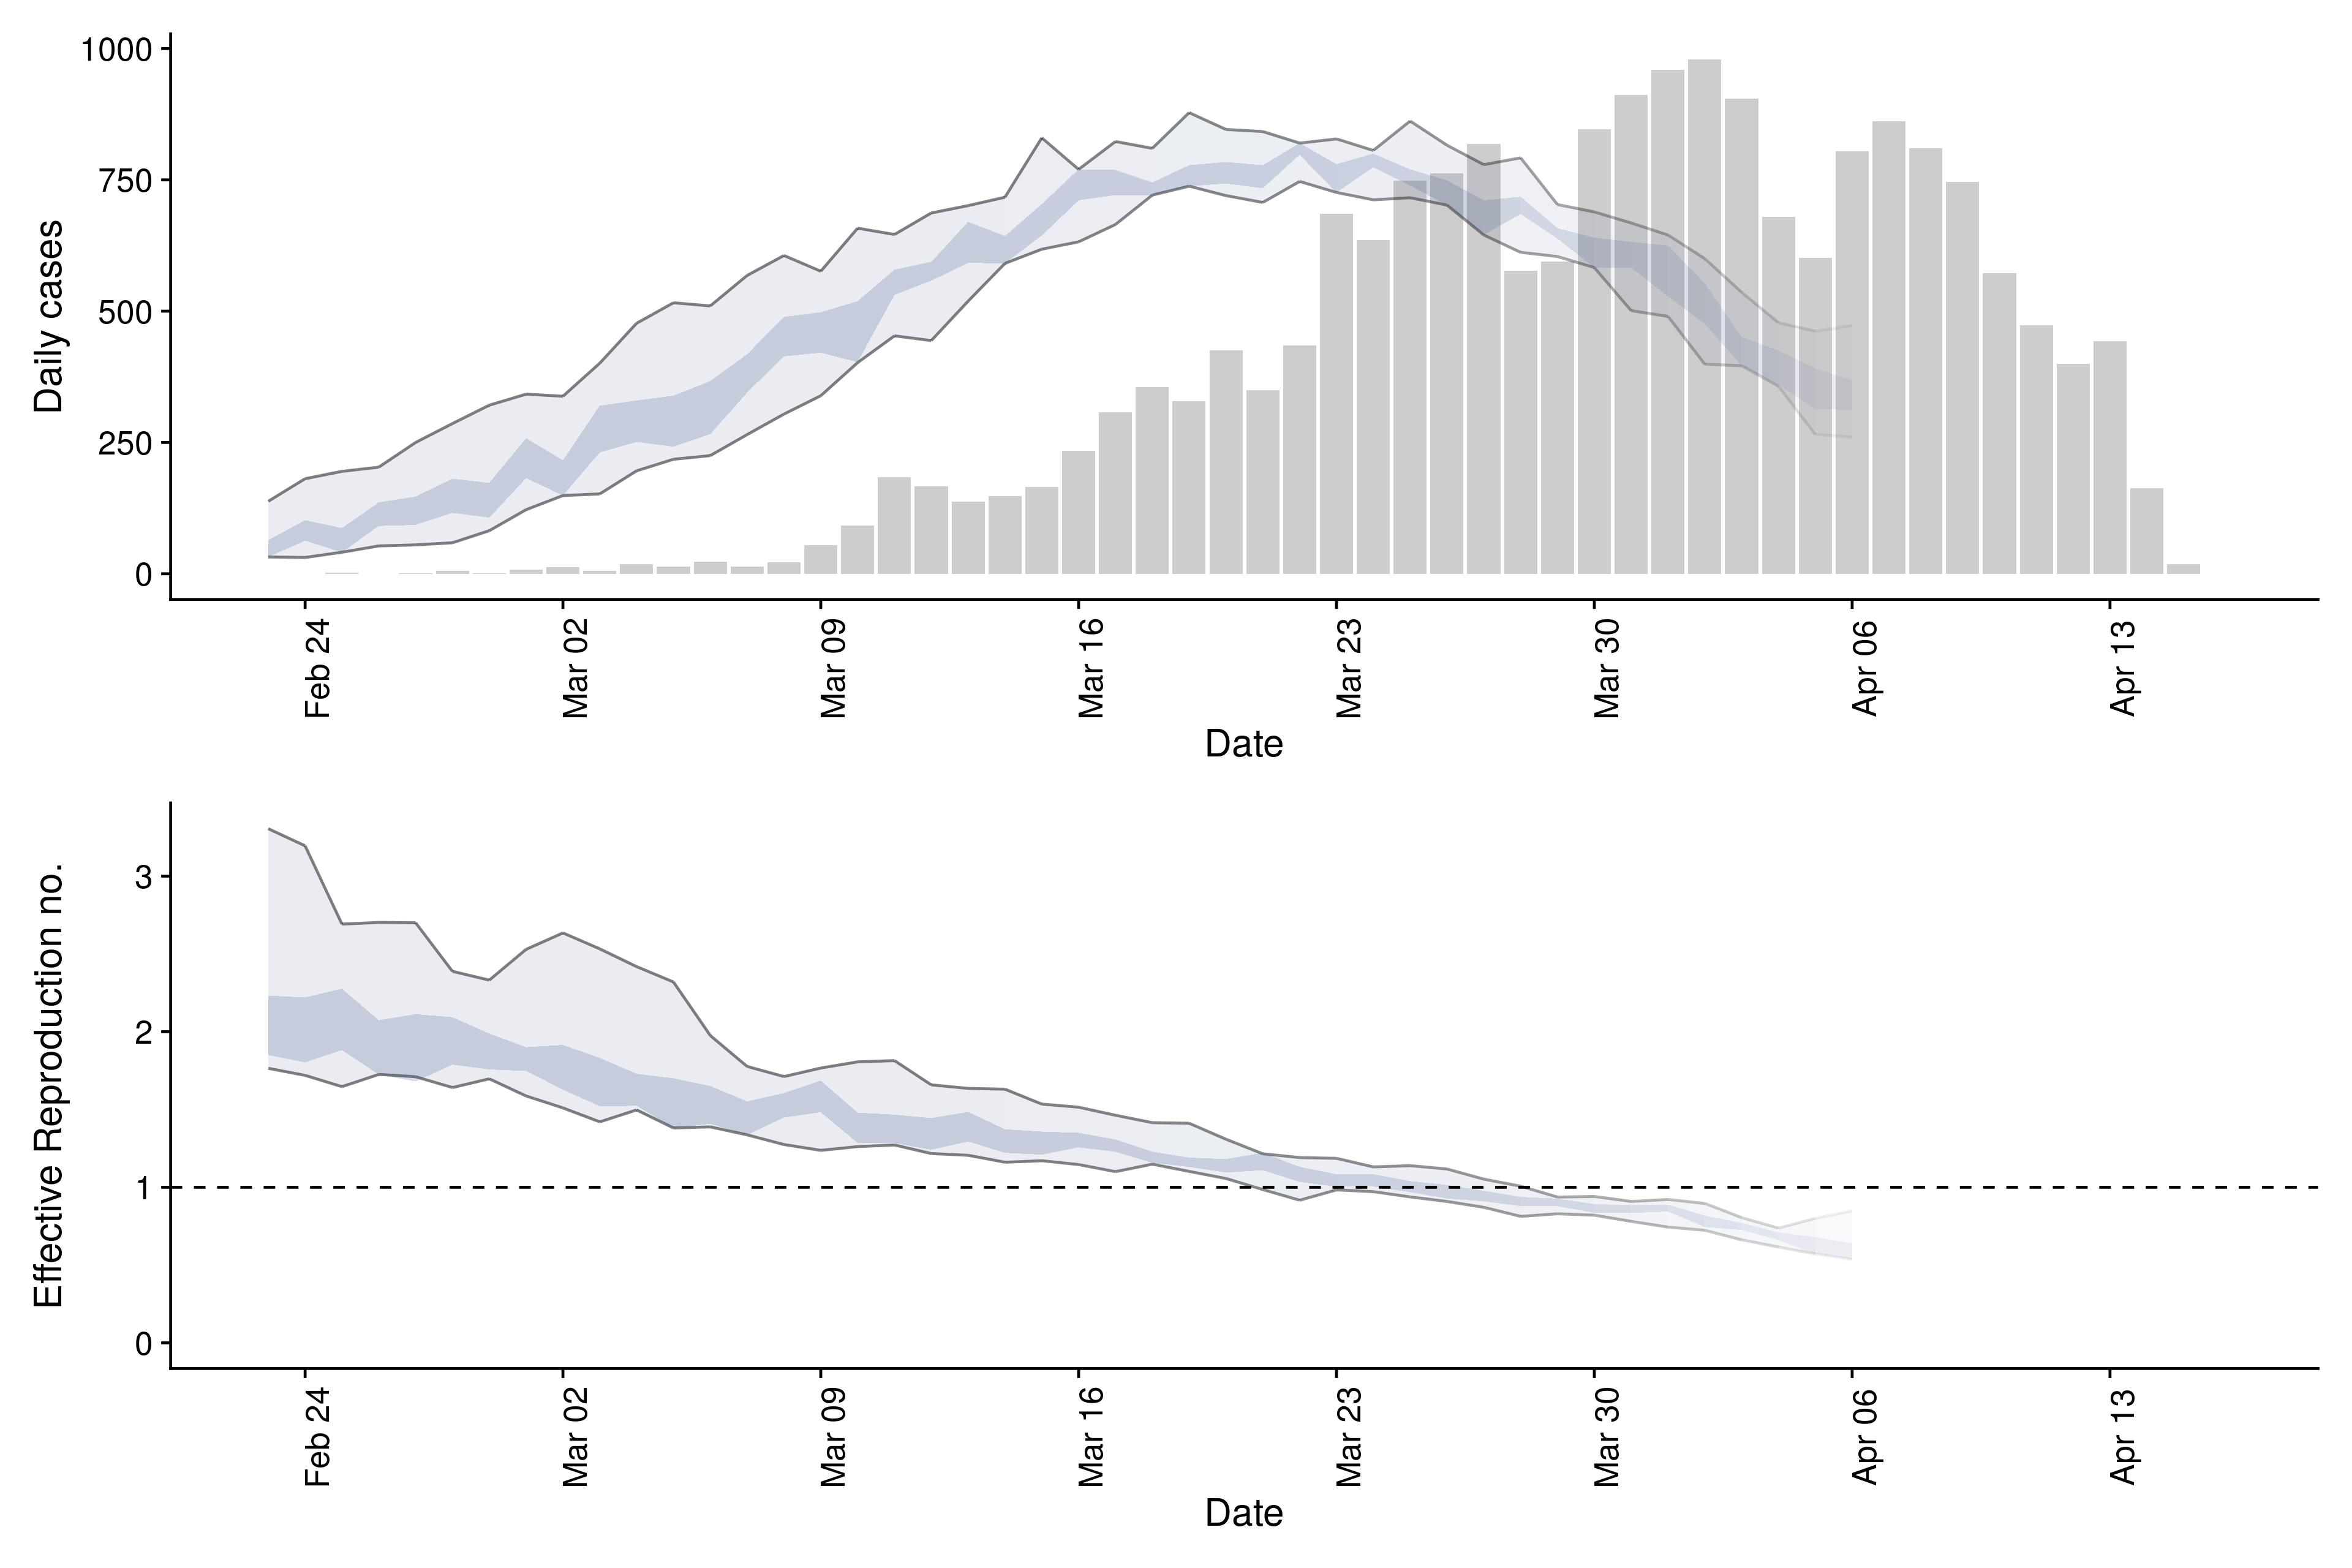 1000
750
500
250
0
Daily cases
Feb 24
Mar 02
Mar 09
Mar 16
Mar 23
Mar 30
Apr 06
Apr 13
Date
3
2
1
0
Effective Reproduction no.
Feb 24
Mar 02
Mar 09
Mar 16
Mar 23
Mar 30
Apr 06
Apr 13
Date